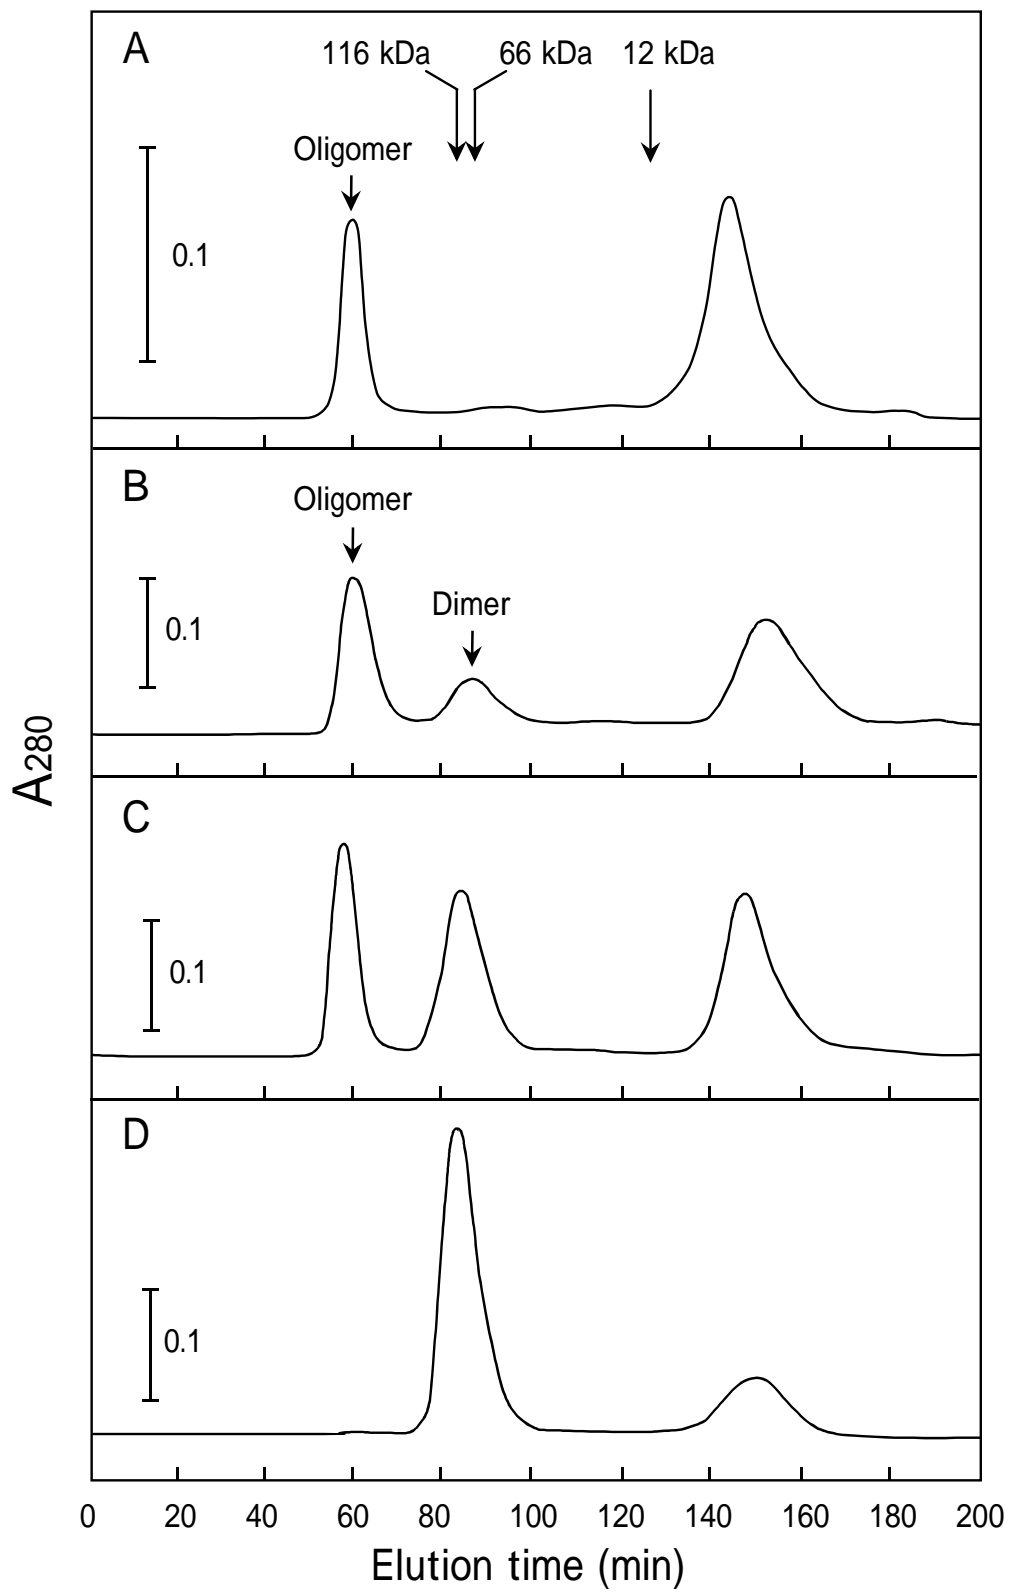 A
116 kDa
66 kDa
12 kDa
Oligomer
0.1
B
Oligomer
Dimer
0.1
A280
C
0.1
D
0.1
0 20 40 60 80 100 120 140 160 180 200
Elution time (min)